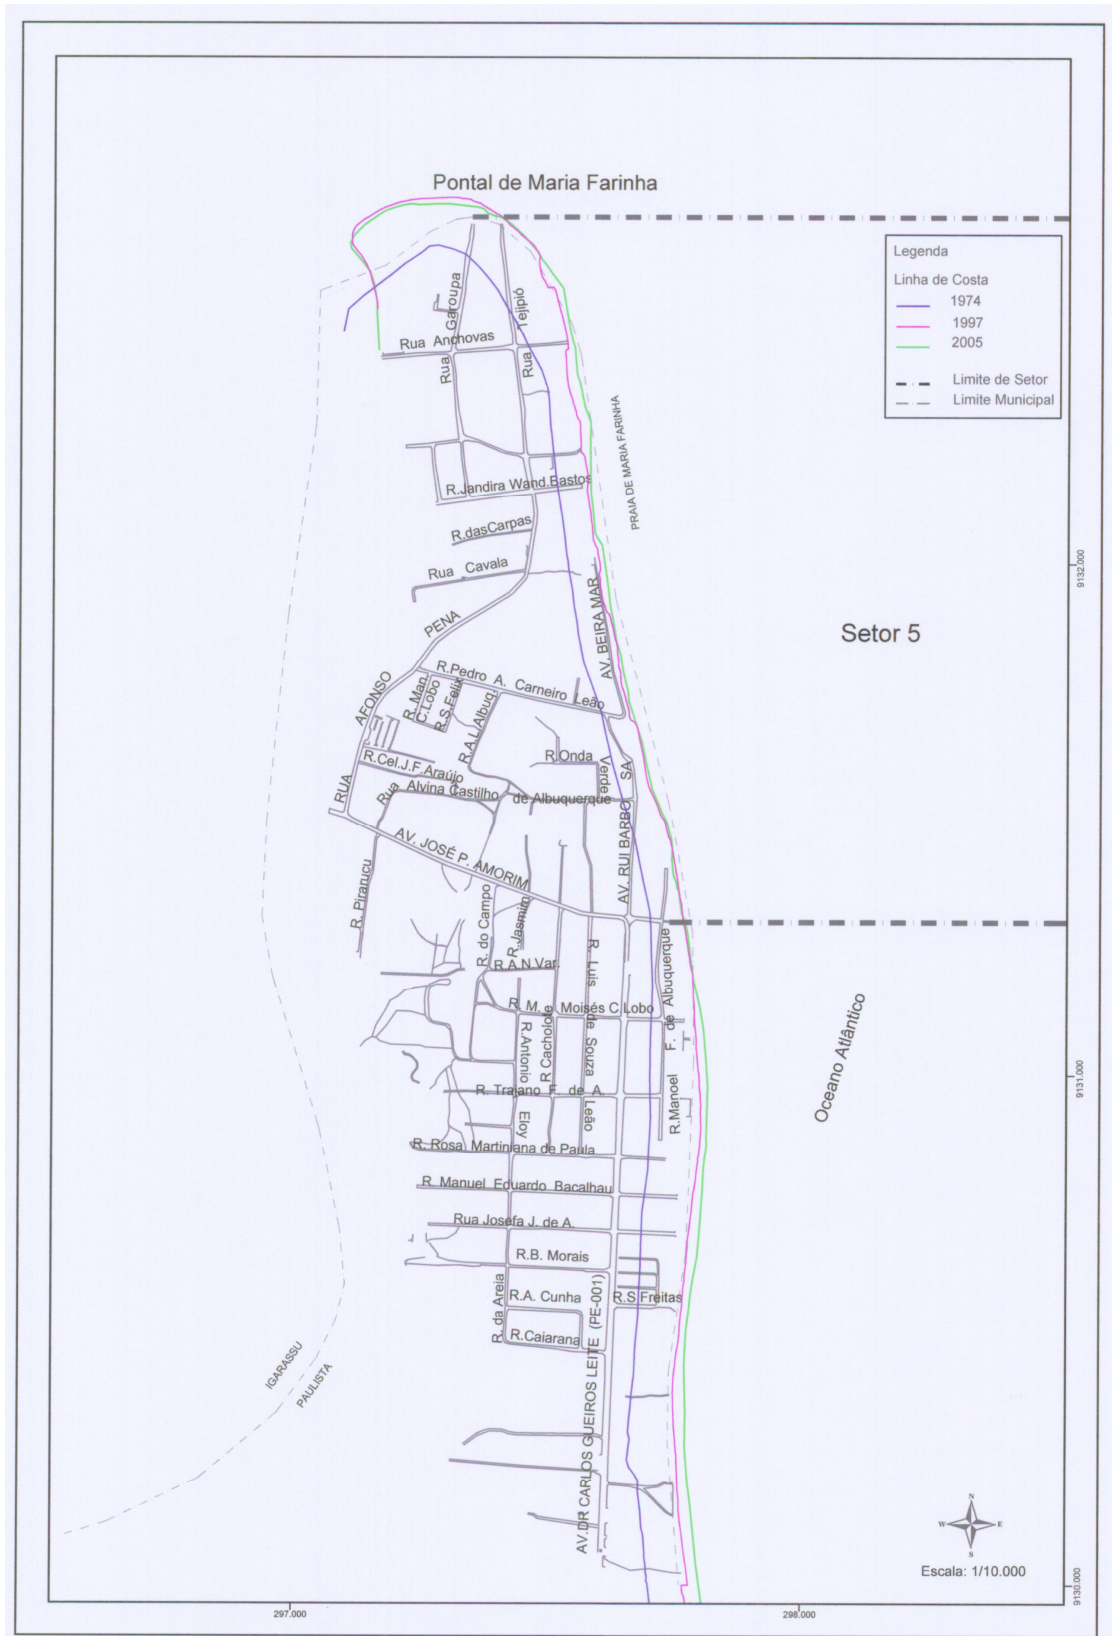 Pontal de Maria Farinha
Legenda
Linha de Costa
1974
1997
2005
Limite de Setor
Limite Municipal
Rua Garoupa
Rua Tejipió
Rua Anchovas
PRAIA DE MARIA FARINHA
R.Jandira Wand.Bastos
R.dasCarpas
Rua Cavala
9132.000
AV. BEIRA MAR
Setor 5
RUA AFONSO PENA
R.Pedro A. Carneiro Leão
R. Man. C.Lobo
R.S.Felix
R.A.L.Albuq.
R.Onda Verde
R.Cel.J.F.Araújo
Rua Alvina Castilho de Albuquerque
AV. RUI BARBO SA
AV. JOSÉ P. AMORIM
R. Pirarucu
R. do Campo
R.Jasmim
R.A.N.Var.
R. Luis de Souza Leão
R.Manoel F. de Albuquerque
R. M. Moisés C.Lobo
R.Antonio Eloy
R Cacholote
Oceano Atlântico
9131.000
R. Trajano F. de A.
R. Rosa Martiniana de Paula
R Manuel Eduardo Bacalhau
Rua Josefa J. de A.
R.B. Morais
R. da Areia
R.A. Cunha
R.S Freitas
R.Caiarana
AV.DR CARLOS GUEIROS LEITE (PE-001)
IGARASSU
PAULISTA
N
W
E
S
Escala: 1/10.000
9130.000
297.000
298.000